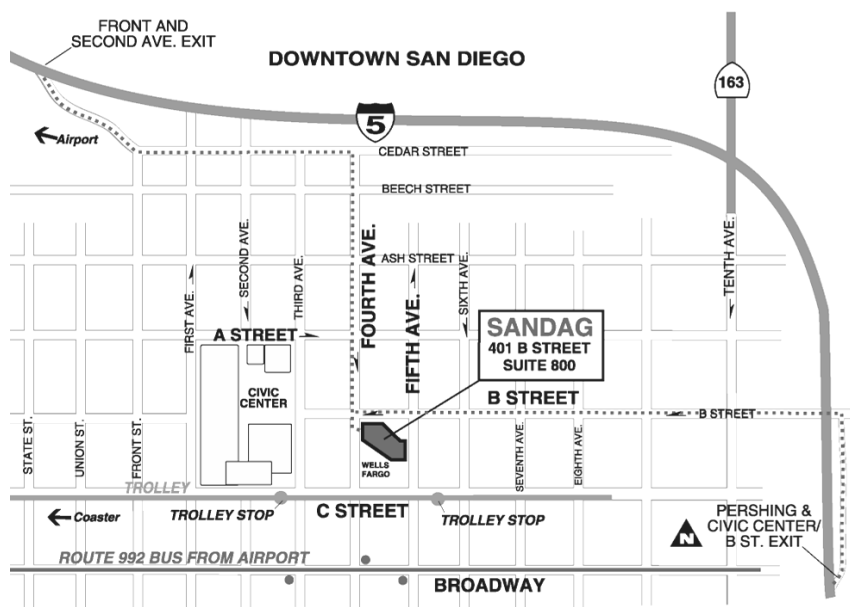 FRONT AND
SECOND AVE. EXIT
DOWNTOWN SAN DIEGO
163
5
Airport
CEDAR STREET
BEECH STREET
ASH STREET
FIRST AVE.
SECOND AVE.
THIRD AVE.
FOURTH AVE.
FIFTH AVE.
SIXTH AVE.
TENTH AVE.
A STREET
SANDAG
401 B STREET
SUITE 800
CIVIC
CENTER
B STREET
B STREET
STATE ST.
UNION ST.
FRONT ST.
SEVENTH AVE.
EIGHTH AVE.
WELLS
FARGO
TROLLEY
Coaster
TROLLEY STOP
C STREET
TROLLEY STOP
PERSHING &
CIVIC CENTER/
B ST. EXIT
N
ROUTE 992 BUS FROM AIRPORT
BROADWAY